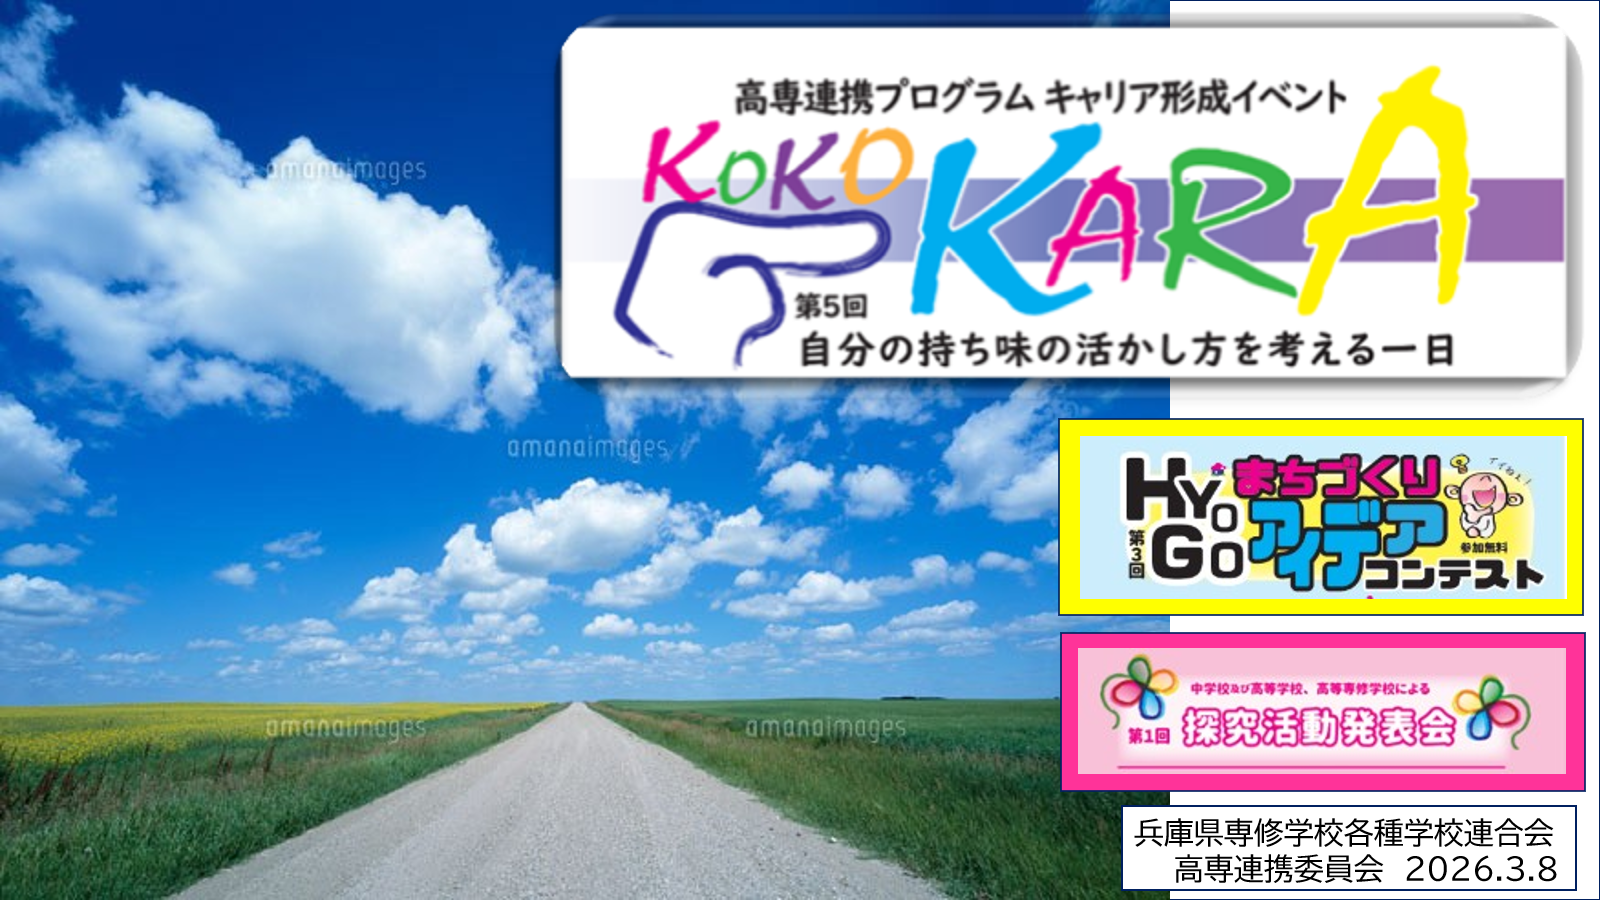 高専連携プログラム キャリア形成イベント
KOKOKARA
第5回
自分の持ち味の活かし方を考える一日
amanaimages
amanaimages
amanaimages
amanaimages
HYOGO
まちづくり
アイデア
コンテスト
第3回
アイねぇ!
参加無料
中学校及び高等学校、高等専修学校による
第1回 探究活動発表会
兵庫県専修学校各種学校連合会
高専連携委員会 2026.3.8